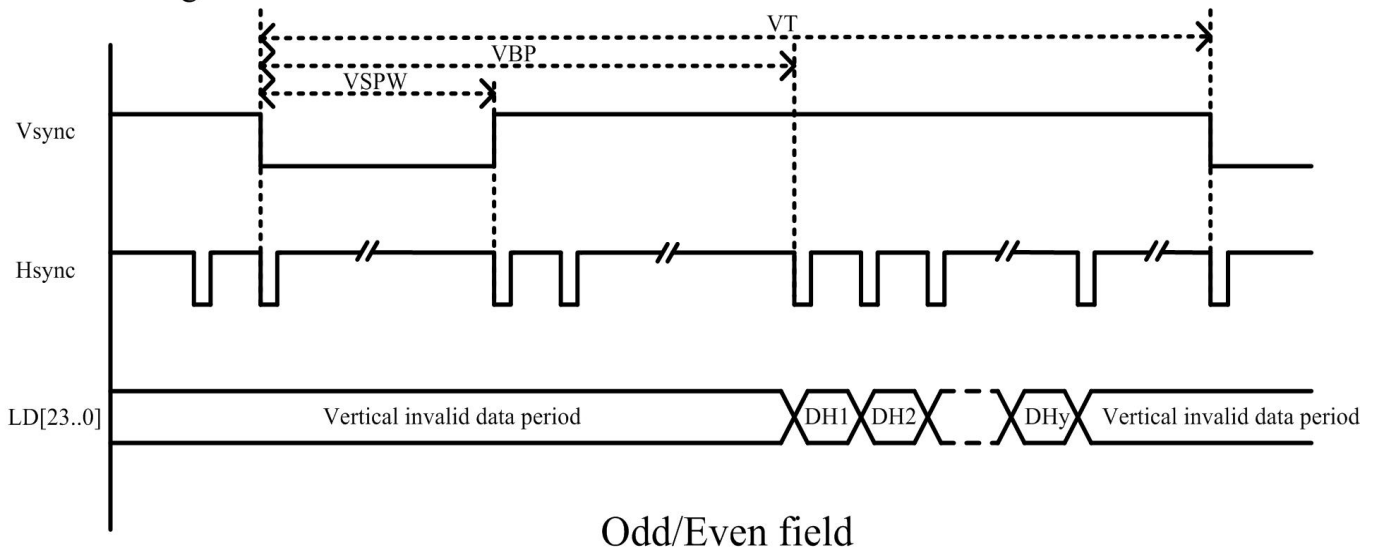 VT
VBP
VSPW
Vsync
Hsync
LD[23..0]
Vertical invalid data period
DH1
DH2
DHy
Vertical invalid data period
Odd/Even field